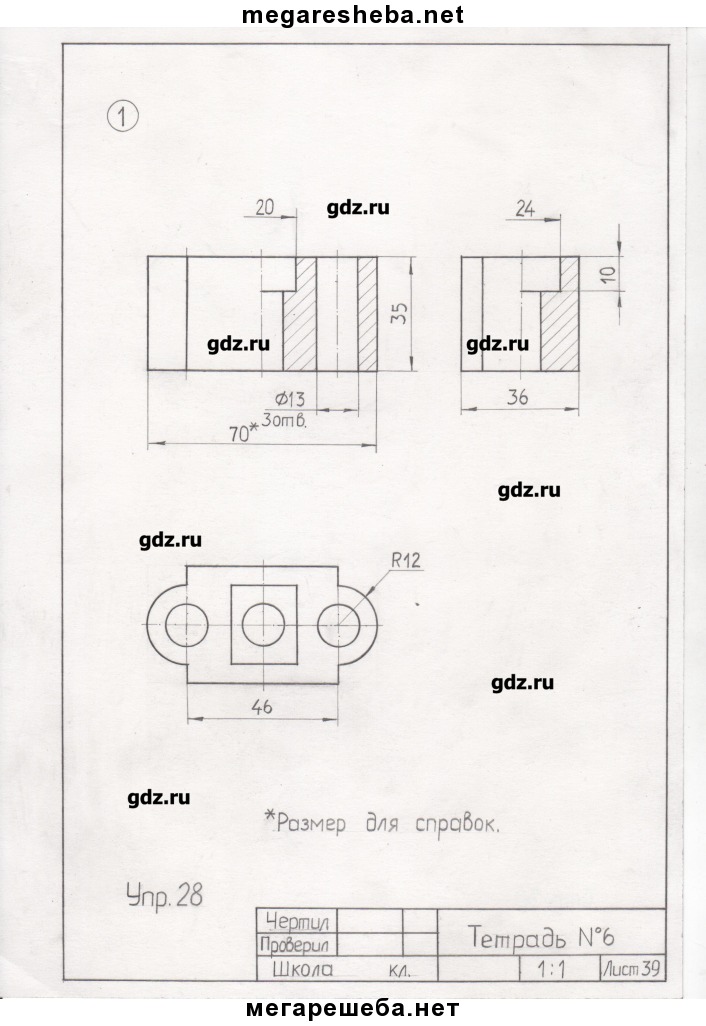 megaresheba.net
1
20
gdz.ru
24
10
35
gdz.ru
gdz.ru
Ø13
3 отв.
36
70*
gdz.ru
gdz.ru
R12
gdz.ru
46
gdz.ru
*Размер для справок.
Упр. 28
Чертил
Проверил
Тетрадь №6
Школа кл.
1:1
Лист 39
мегарешеба.нет